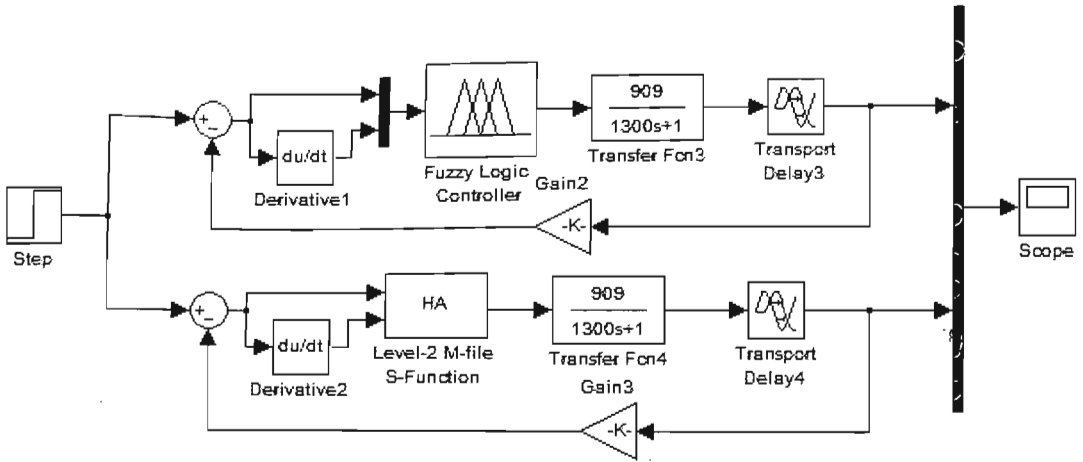 +
−
du/dt
Derivative1
Fuzzy Logic
Controller
909
1300s+1
Transfer Fcn3
Transport
Delay3
Gain2
-K-
Step
Scope
+
−
du/dt
Derivative2
HA
Level-2 M-file
S-Function
909
1300s+1
Transfer Fcn4
Transport
Delay4
Gain3
-K-